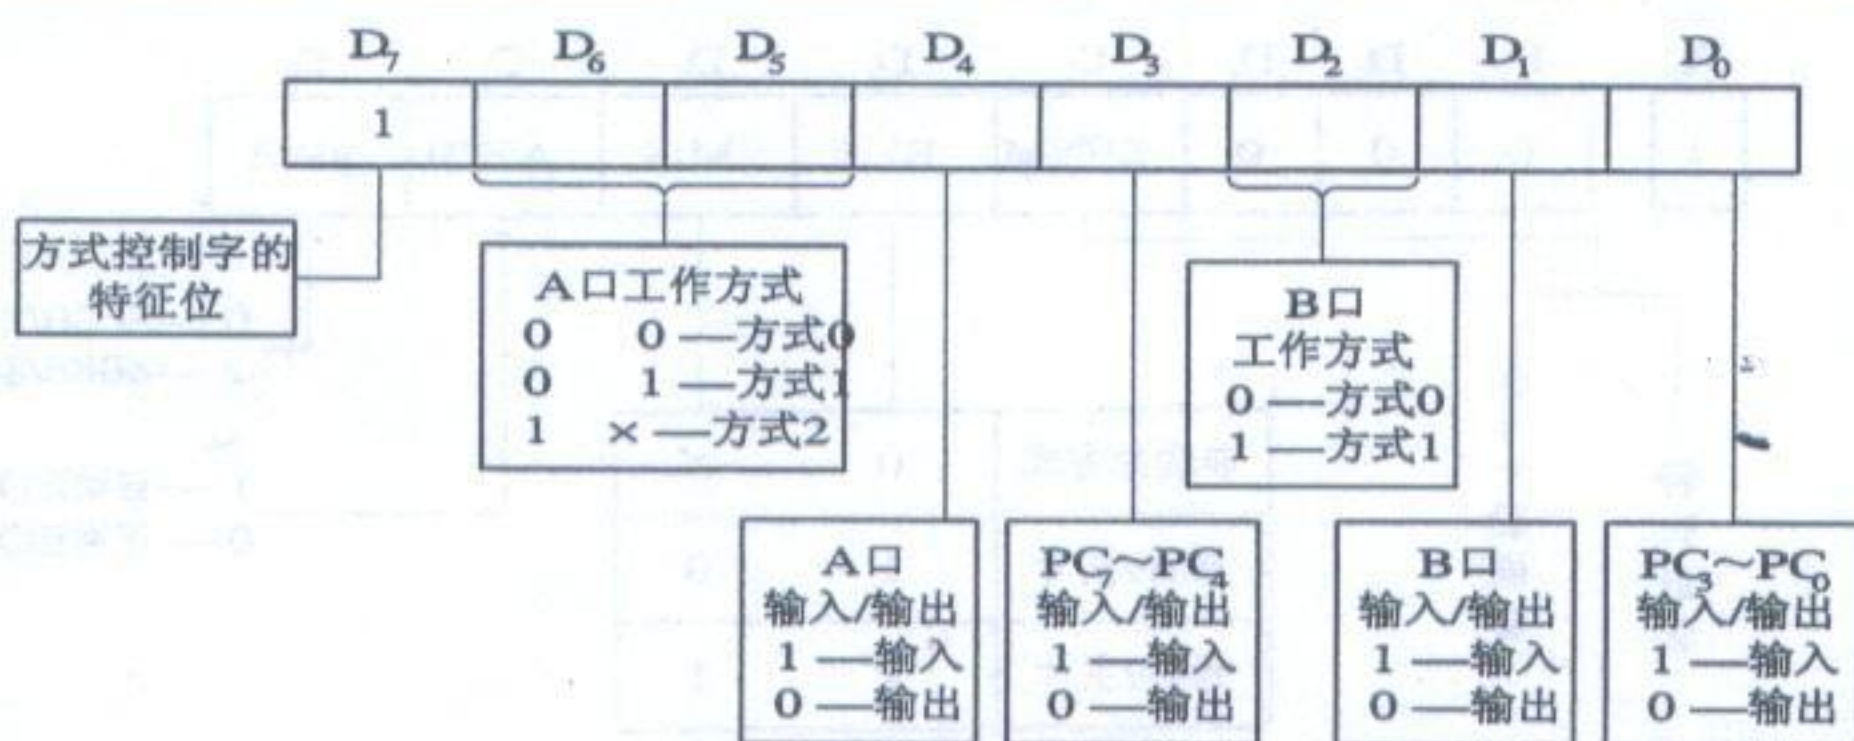 D7 D6 D5 D4 D3 D2 D1 D0
1
方式控制字的
特征位
A口工作方式
0 0 —方式0
0 1 —方式1
1 × —方式2
B口
工作方式
0 —方式0
1 —方式1
A口
输入/输出
1 —输入
0 —输出
PC7~PC4
输入/输出
1 —输入
0 —输出
B口
输入/输出
1 —输入
0 —输出
PC3~PC0
输入/输出
1 —输入
0 —输出